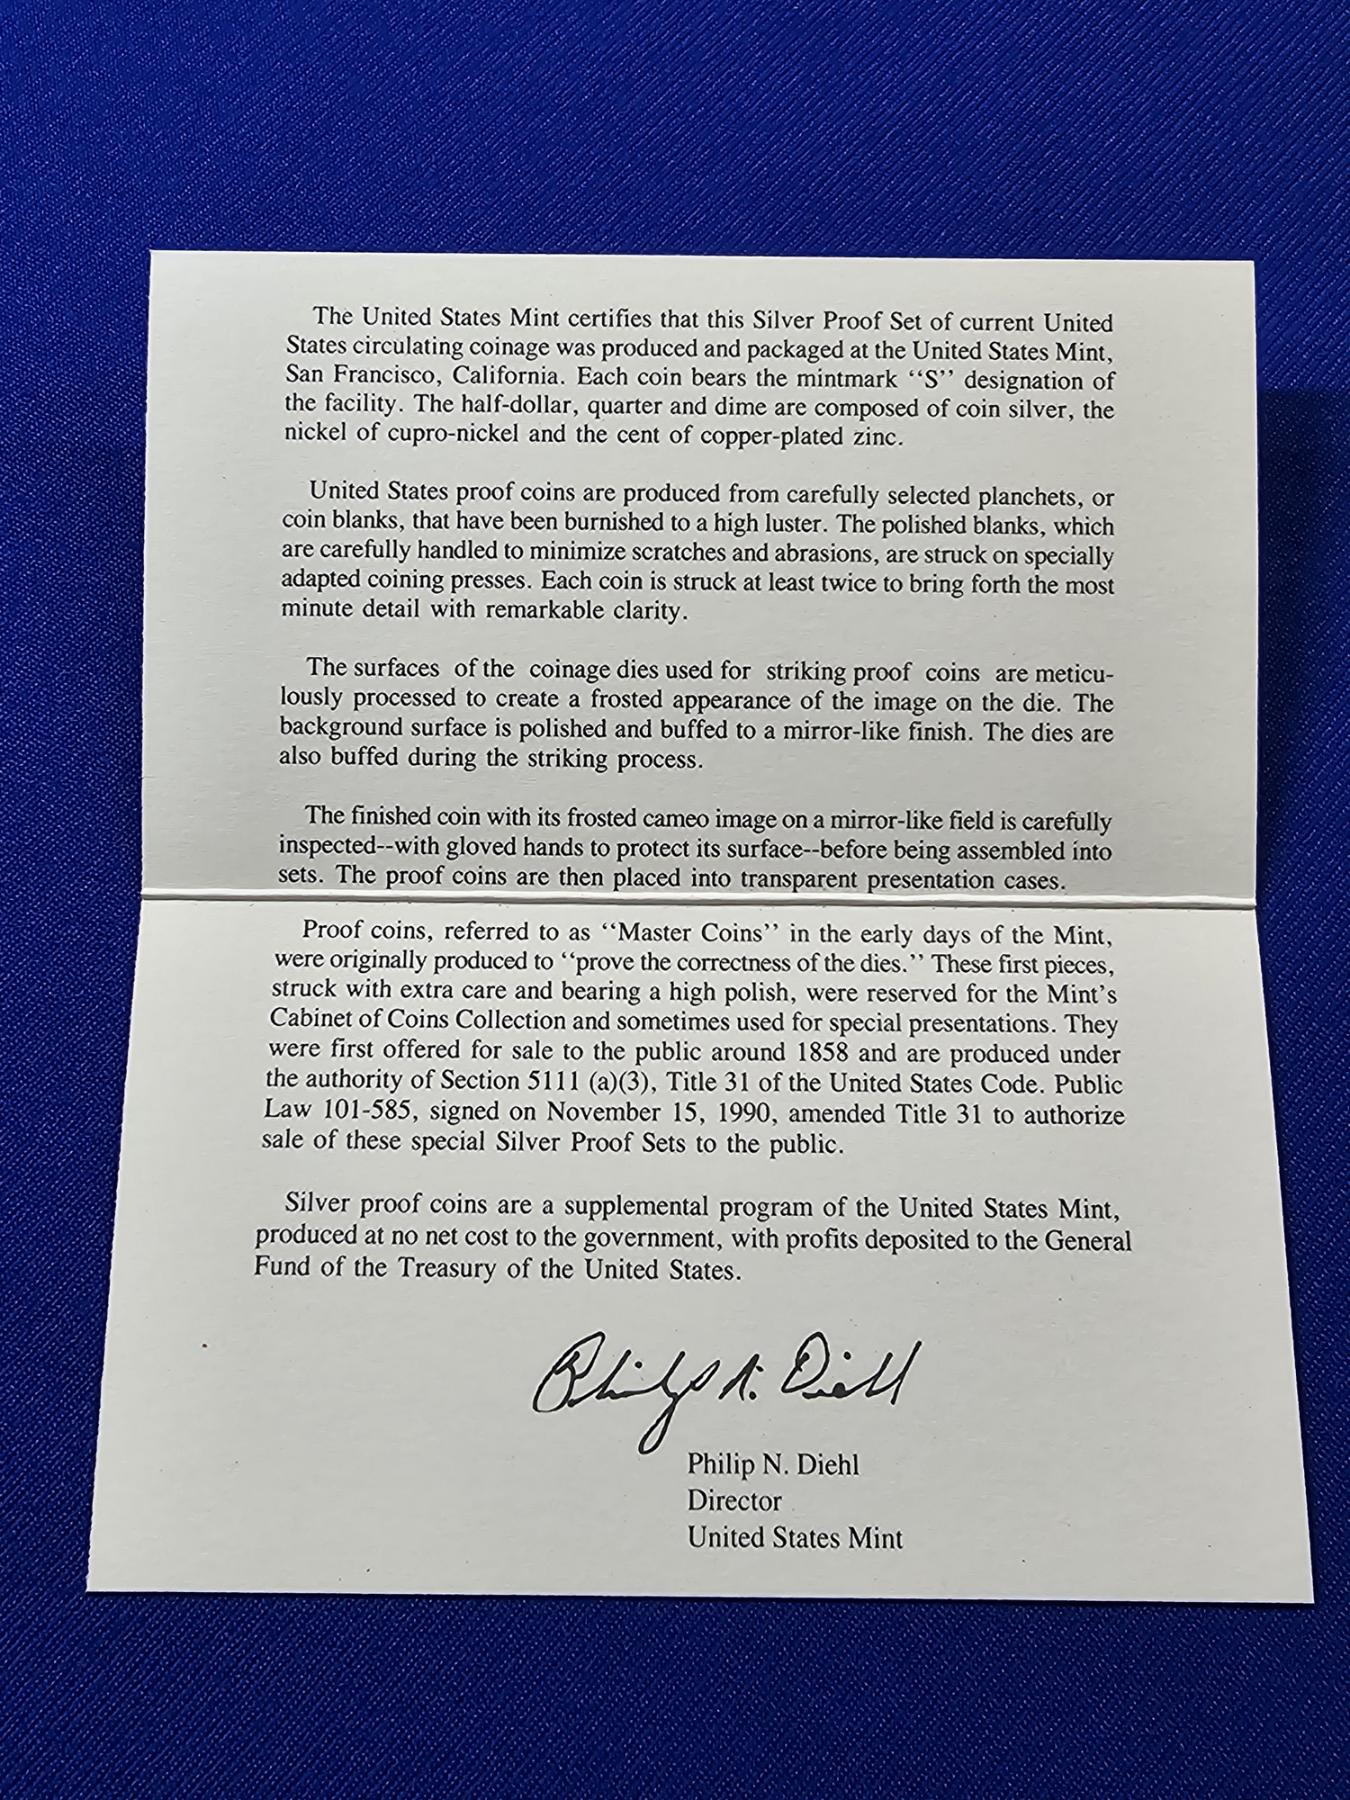 The United States Mint certifies that this Silver Proof Set of current United
States circulating coinage was produced and packaged at the United States Mint,
San Francisco, California. Each coin bears the mintmark ‘‘S’’ designation of
the facility. The half-dollar, quarter and dime are composed of coin silver, the
nickel of cupro-nickel and the cent of copper-plated zinc.
United States proof coins are produced from carefully selected planchets, or
coin blanks, that have been burnished to a high luster. The polished blanks, which
are carefully handled to minimize scratches and abrasions, are struck on specially
adapted coining presses. Each coin is struck at least twice to bring forth the most
minute detail with remarkable clarity.
The surfaces of the coinage dies used for striking proof coins are meticu-
lously processed to create a frosted appearance of the image on the die. The
background surface is polished and buffed to a mirror-like finish. The dies are
also buffed during the striking process.
The finished coin with its frosted cameo image on a mirror-like field is carefully
inspected--with gloved hands to protect its surface--before being assembled into
sets. The proof coins are then placed into transparent presentation cases.
Proof coins, referred to as ‘‘Master Coins’’ in the early days of the Mint,
were originally produced to ‘‘prove the correctness of the dies.’’ These first pieces,
struck with extra care and bearing a high polish, were reserved for the Mint's
Cabinet of Coins Collection and sometimes used for special presentations. They
were first offered for sale to the public around 1858 and are produced under
the authority of Section 5111 (a)(3), Title 31 of the United States Code. Public
Law 101-585, signed on November 15, 1990, amended Title 31 to authorize
sale of these special Silver Proof Sets to the public.
Silver proof coins are a supplemental program of the United States Mint,
produced at no net cost to the government, with profits deposited to the General
Fund of the Treasury of the United States.
Philip N. Diehl
Philip N. Diehl
Director
United States Mint